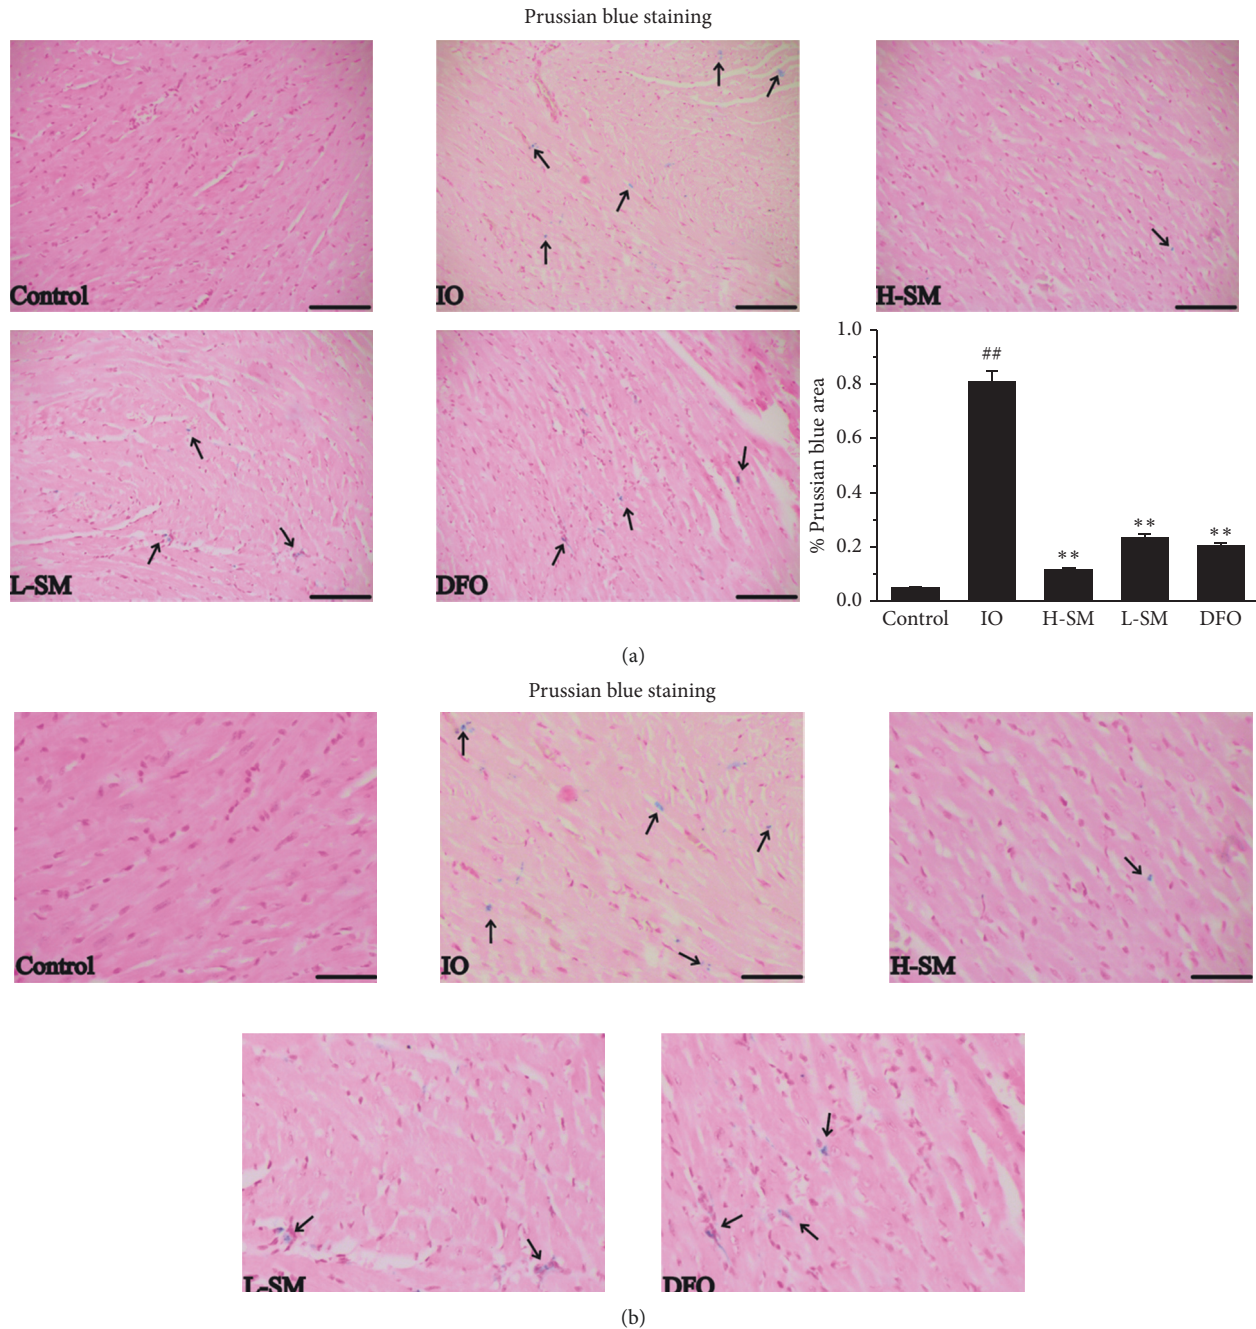 Prussian blue staining
Control
IO
H-SM
L-SM
DFO
% Prussian blue area
1.0
0.8
0.6
0.4
0.2
0.0
##
**
**
**
Control IO H-SM L-SM DFO
(a)
Prussian blue staining
Control
IO
H-SM
L-SM
DFO
(b)